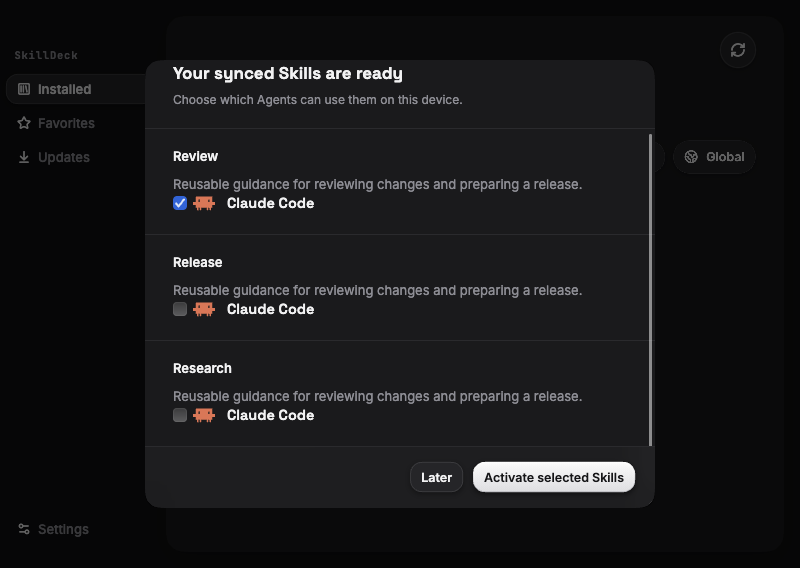 SkillDeck
Installed
Favorites
Updates
Settings
Global
Your synced Skills are ready
Choose which Agents can use them on this device.
Review
Reusable guidance for reviewing changes and preparing a release.
Claude Code
Release
Reusable guidance for reviewing changes and preparing a release.
Claude Code
Research
Reusable guidance for reviewing changes and preparing a release.
Claude Code
Later
Activate selected Skills